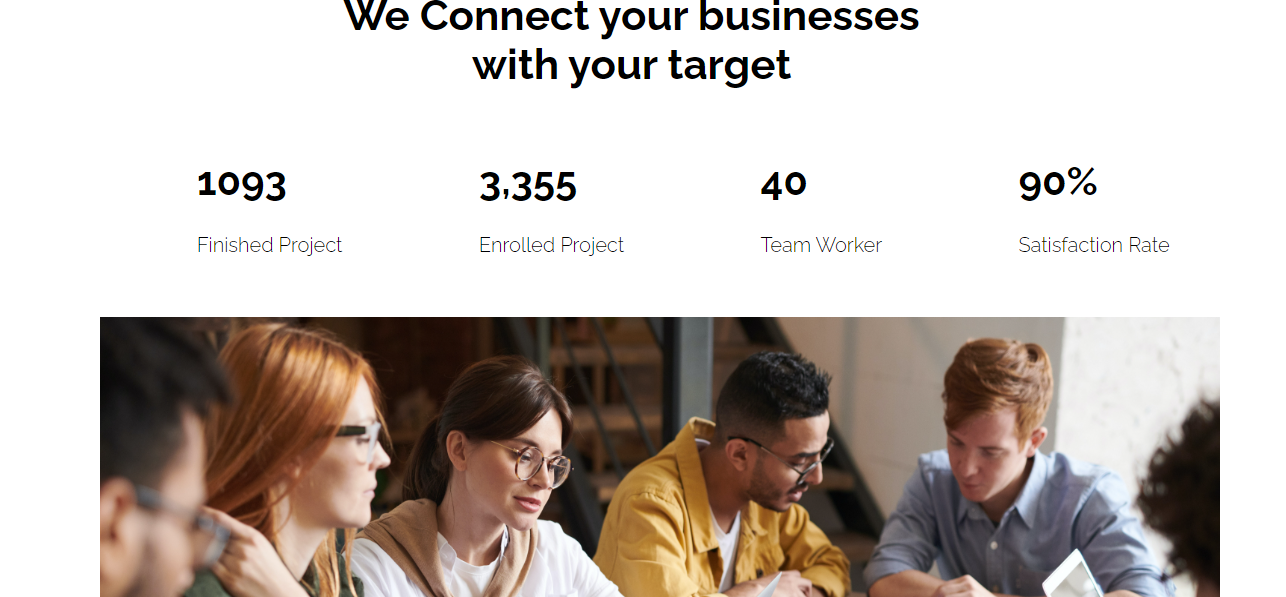 We Connect your businesses
with your target
1093 3,355 40 90%
Finished Project Enrolled Project Team Worker Satisfaction Rate